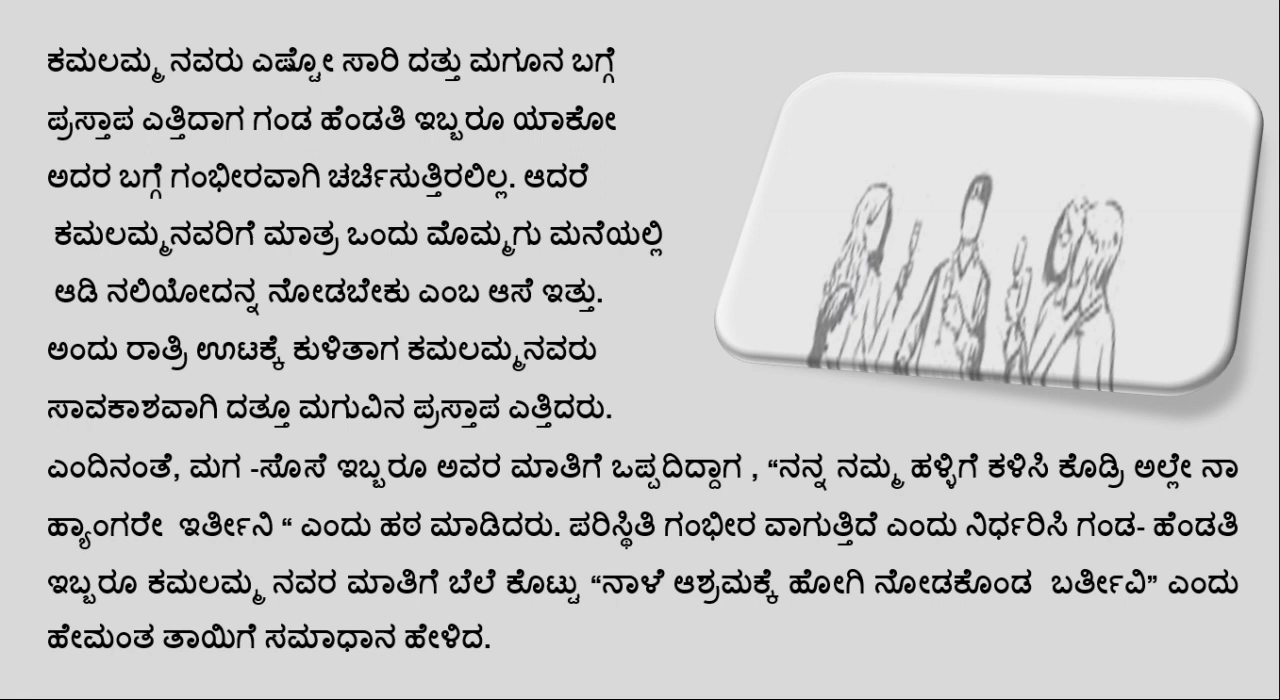 ಕಮಲಮ್ಮ ನವರು ಎಷ್ಟೋ ಸಾರಿ ದತ್ತು ಮಗೂನ ಬಗ್ಗೆ
ಪ್ರಸ್ತಾಪ ಎತ್ತಿದಾಗ ಗಂಡ ಹೆಂಡತಿ ಇಬ್ಬರೂ ಯಾಕೋ
ಅದರ ಬಗ್ಗೆ ಗಂಭೀರವಾಗಿ ಚರ್ಚಿಸುತ್ತಿರಲಿಲ್ಲ. ಆದರೆ
ಕಮಲಮ್ಮನವರಿಗೆ ಮಾತ್ರ ಒಂದು ಮೊಮ್ಮಗು ಮನೆಯಲ್ಲಿ
ಆಡಿ ನಲಿಯೋದನ್ನ ನೋಡಬೇಕು ಎಂಬ ಆಸೆ ಇತ್ತು.
ಅಂದು ರಾತ್ರಿ ಊಟಕ್ಕೆ ಕುಳಿತಾಗ ಕಮಲಮ್ಮನವರು
ಸಾವಕಾಶವಾಗಿ ದತ್ತೂ ಮಗುವಿನ ಪ್ರಸ್ತಾಪ ಎತ್ತಿದರು.
ಎಂದಿನಂತೆ, ಮಗ -ಸೊಸೆ ಇಬ್ಬರೂ ಅವರ ಮಾತಿಗೆ ಒಪ್ಪದಿದ್ದಾಗ , “ನನ್ನ ನಮ್ಮ ಹಳ್ಳಿಗೆ ಕಳಿಸಿ ಕೊಡ್ರಿ ಅಲ್ಲೇ ನಾ
ಹ್ಯಾಂಗರೇ ಇರ್ತೀನಿ “ ಎಂದು ಹಠ ಮಾಡಿದರು. ಪರಿಸ್ಥಿತಿ ಗಂಭೀರ ವಾಗುತ್ತಿದೆ ಎಂದು ನಿರ್ಧರಿಸಿ ಗಂಡ- ಹೆಂಡತಿ
ಇಬ್ಬರೂ ಕಮಲಮ್ಮ ನವರ ಮಾತಿಗೆ ಬೆಲೆ ಕೊಟ್ಟು “ನಾಳೆ ಆಶ್ರಮಕ್ಕೆ ಹೋಗಿ ನೋಡಕೊಂಡ ಬರ್ತೀವಿ” ಎಂದು
ಹೇಮಂತ ತಾಯಿಗೆ ಸಮಾಧಾನ ಹೇಳಿದ.